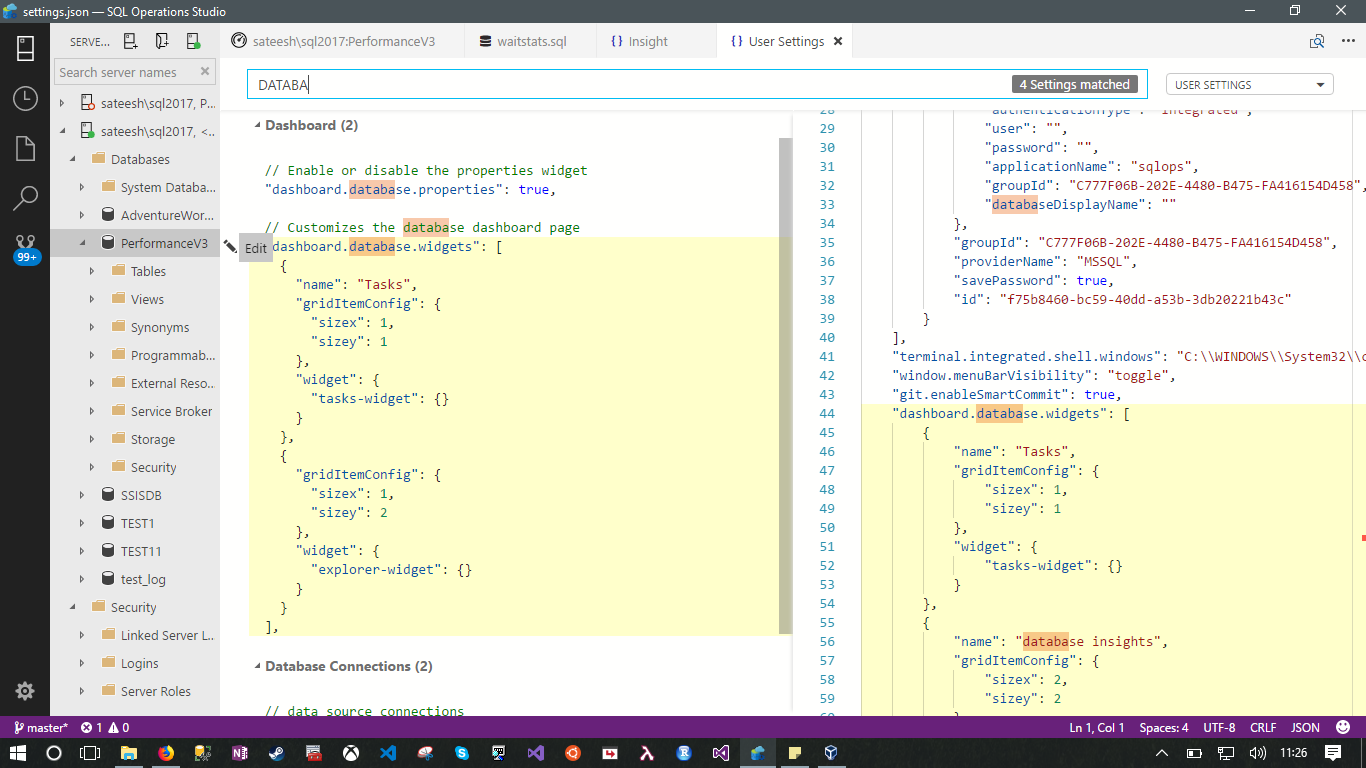 settings.json — SQL Operations Studio
SERVE...
sateesh\sql2017:PerformanceV3
waitstats.sql
{} Insight
{} User Settings
Search server names
DATABA
4 Settings matched
USER SETTINGS
sateesh\sql2017, P...
sateesh\sql2017, <...
Databases
System Databa...
AdventureWor...
PerformanceV3
Tables
Views
Synonyms
Programmab...
External Reso...
Service Broker
Storage
Security
SSISDB
TEST1
TEST11
test_log
Security
Linked Server L...
Logins
Server Roles
99+
Edit
Dashboard (2)
// Enable or disable the properties widget
"dashboard.database.properties": true,
// Customizes the database dashboard page
dashboard.database.widgets": [
{
"name": "Tasks",
"gridItemConfig": {
"sizex": 1,
"sizey": 1
},
"widget": {
"tasks-widget": {}
}
},
{
"gridItemConfig": {
"sizex": 1,
"sizey": 2
},
"widget": {
"explorer-widget": {}
}
}
],
Database Connections (2)
// data source connections
28 "authenticationType": "Integrated",
29 "user": "",
30 "password": "",
31 "applicationName": "sqlops",
32 "groupId": "C777F06B-202E-4480-B475-FA416154D458",
33 "databaseDisplayName": ""
34 },
35 "groupId": "C777F06B-202E-4480-B475-FA416154D458",
36 "providerName": "MSSQL",
37 "savePassword": true,
38 "id": "f75b8460-bc59-40dd-a53b-3db20221b43c"
39 }
40 ],
41 "terminal.integrated.shell.windows": "C:\\WINDOWS\\System32\\c
42 "window.menuBarVisibility": "toggle",
43 "git.enableSmartCommit": true,
44 "dashboard.database.widgets": [
45 {
46 "name": "Tasks",
47 "gridItemConfig": {
48 "sizex": 1,
49 "sizey": 1
50 },
51 "widget": {
52 "tasks-widget": {}
53 }
54 },
55 {
56 "name": "database insights",
57 "gridItemConfig": {
58 "sizex": 2,
59 "sizey": 2
60 }
master*
1
0
Ln 1, Col 1
Spaces: 4
UTF-8
CRLF
JSON
11:26